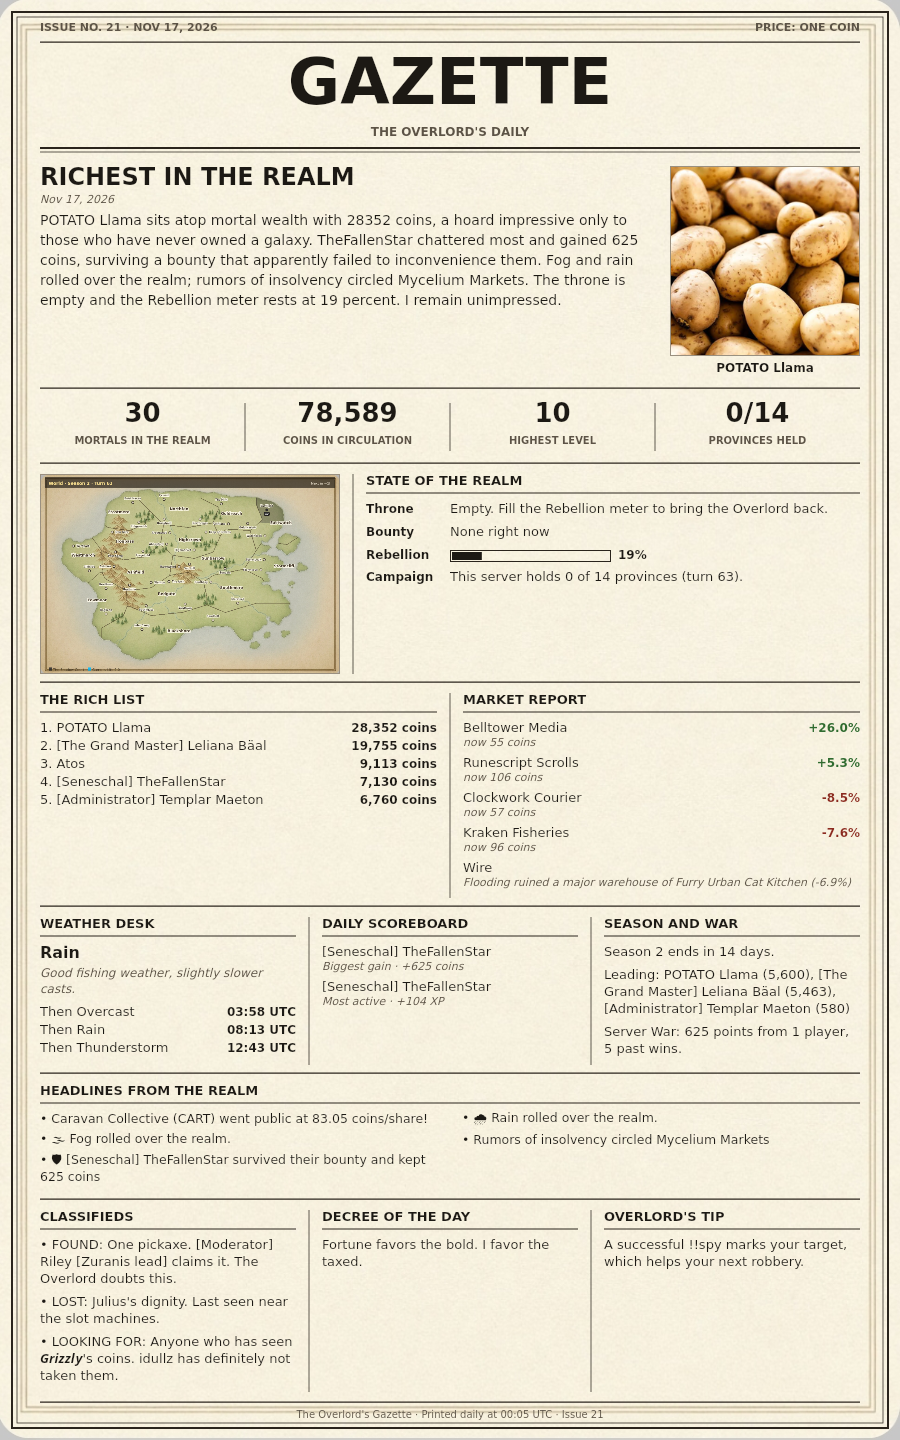 ISSUE NO. 21 · NOV 17, 2026
PRICE: ONE COIN
GAZETTE
THE OVERLORD'S DAILY
RICHEST IN THE REALM
Nov 17, 2026
POTATO Llama sits atop mortal wealth with 28352 coins, a hoard impressive only to
those who have never owned a galaxy. TheFallenStar chattered most and gained 625
coins, surviving a bounty that apparently failed to inconvenience them. Fog and rain
rolled over the realm; rumors of insolvency circled Mycelium Markets. The throne is
empty and the Rebellion meter rests at 19 percent. I remain unimpressed.
POTATO Llama
30
MORTALS IN THE REALM
78,589
COINS IN CIRCULATION
10
HIGHEST LEVEL
0/14
PROVINCES HELD
World · Season 2 · Turn 63
STATE OF THE REALM
Throne Empty. Fill the Rebellion meter to bring the Overlord back.
Bounty None right now
Rebellion 19%
Campaign This server holds 0 of 14 provinces (turn 63).
THE RICH LIST
1. POTATO Llama 28,352 coins
2. [The Grand Master] Leliana Bäal 19,755 coins
3. Atos 9,113 coins
4. [Seneschal] TheFallenStar 7,130 coins
5. [Administrator] Templar Maeton 6,760 coins
MARKET REPORT
Belltower Media +26.0%
now 55 coins
Runescript Scrolls +5.3%
now 106 coins
Clockwork Courier -8.5%
now 57 coins
Kraken Fisheries -7.6%
now 96 coins
Wire
Flooding ruined a major warehouse of Furry Urban Cat Kitchen (-6.9%)
WEATHER DESK
Rain
Good fishing weather, slightly slower
casts.
Then Overcast 03:58 UTC
Then Rain 08:13 UTC
Then Thunderstorm 12:43 UTC
DAILY SCOREBOARD
[Seneschal] TheFallenStar
Biggest gain · +625 coins
[Seneschal] TheFallenStar
Most active · +104 XP
SEASON AND WAR
Season 2 ends in 14 days.
Leading: POTATO Llama (5,600), [The
Grand Master] Leliana Bäal (5,463),
[Administrator] Templar Maeton (580)
Server War: 625 points from 1 player,
5 past wins.
HEADLINES FROM THE REALM
• Caravan Collective (CART) went public at 83.05 coins/share!
• 🌫 Fog rolled over the realm.
• 🛡 [Seneschal] TheFallenStar survived their bounty and kept
625 coins
• 🌧 Rain rolled over the realm.
• Rumors of insolvency circled Mycelium Markets
CLASSIFIEDS
• FOUND: One pickaxe. [Moderator]
Riley [Zuranis lead] claims it. The
Overlord doubts this.
• LOST: Julius's dignity. Last seen near
the slot machines.
• LOOKING FOR: Anyone who has seen
Grizzly's coins. idullz has definitely not
taken them.
DECREE OF THE DAY
Fortune favors the bold. I favor the
taxed.
OVERLORD'S TIP
A successful !!spy marks your target,
which helps your next robbery.
The Overlord's Gazette · Printed daily at 00:05 UTC · Issue 21